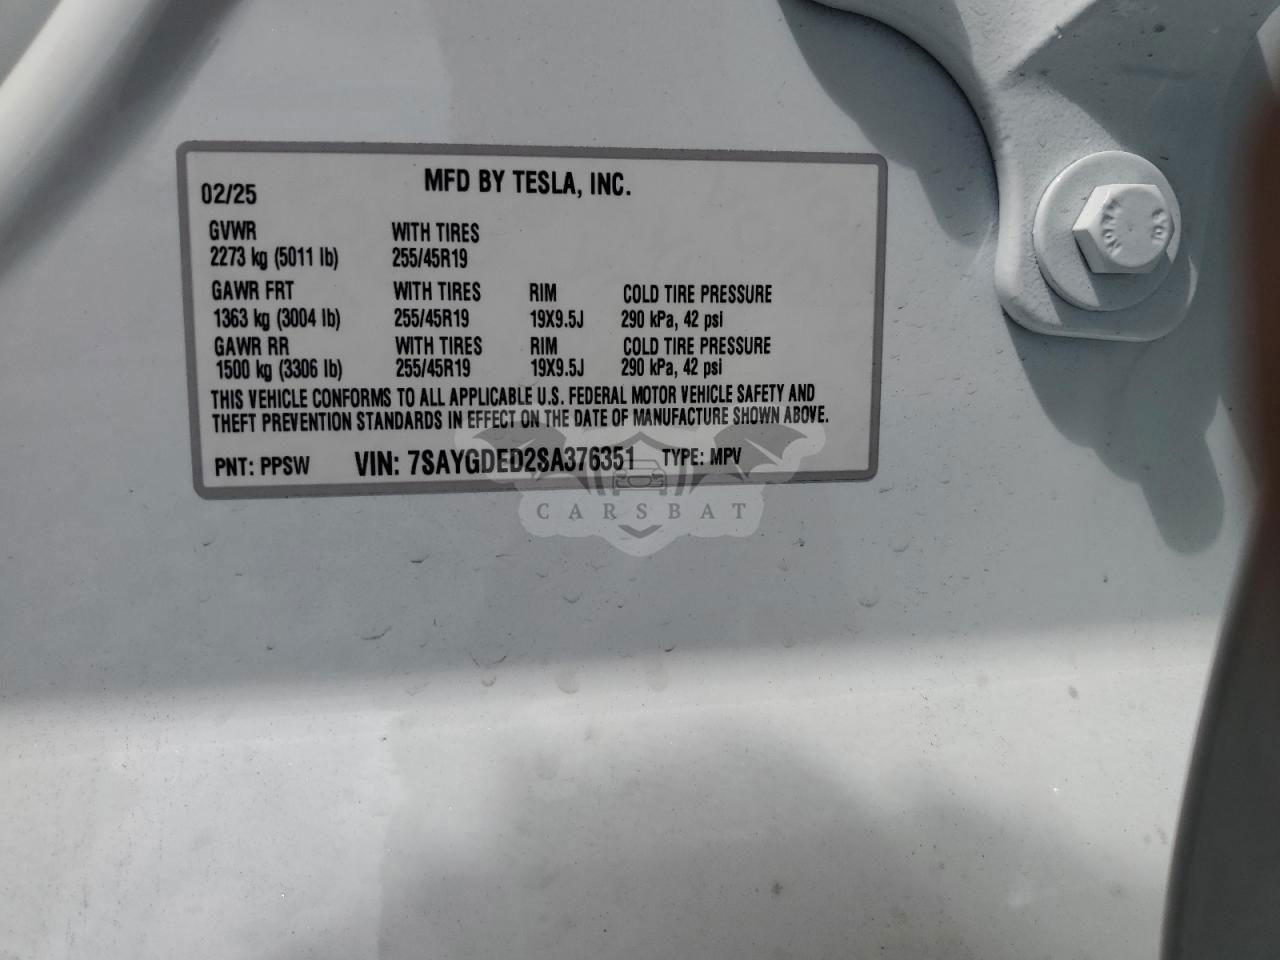 MFD BY TESLA, INC.
02/25
GVWR WITH TIRES
2273 kg (5011 lb) 255/45R19
GAWR FRT WITH TIRES RIM COLD TIRE PRESSURE
1363 kg (3004 lb) 255/45R19 19X9.5J 290 kPa, 42 psi
GAWR RR WITH TIRES RIM COLD TIRE PRESSURE
1500 kg (3306 lb) 255/45R19 19X9.5J 290 kPa, 42 psi
THIS VEHICLE CONFORMS TO ALL APPLICABLE U.S. FEDERAL MOTOR VEHICLE SAFETY AND
THEFT PREVENTION STANDARDS IN EFFECT ON THE DATE OF MANUFACTURE SHOWN ABOVE.
PNT: PPSW VIN: 7SAYGDED2SA376351 TYPE: MPV
CARSBAT